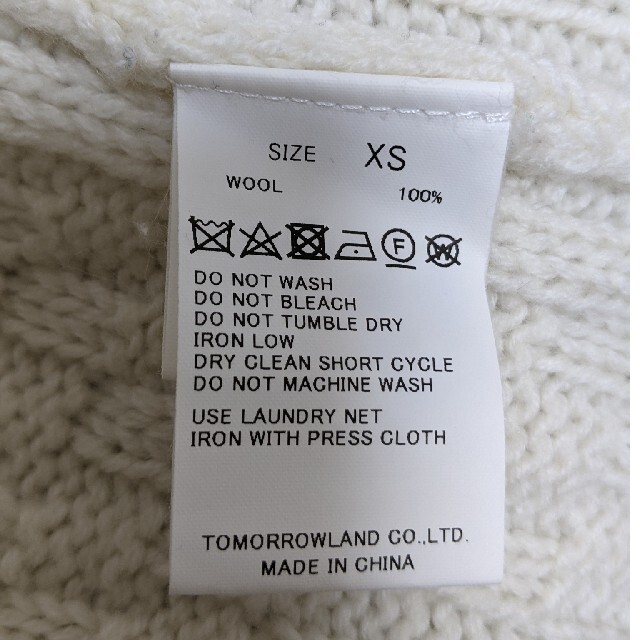 SIZE XS
WOOL 100%
F W
DO NOT WASH
DO NOT BLEACH
DO NOT TUMBLE DRY
IRON LOW
DRY CLEAN SHORT CYCLE
DO NOT MACHINE WASH
USE LAUNDRY NET
IRON WITH PRESS CLOTH
TOMORROWLAND CO.,LTD.
MADE IN CHINA